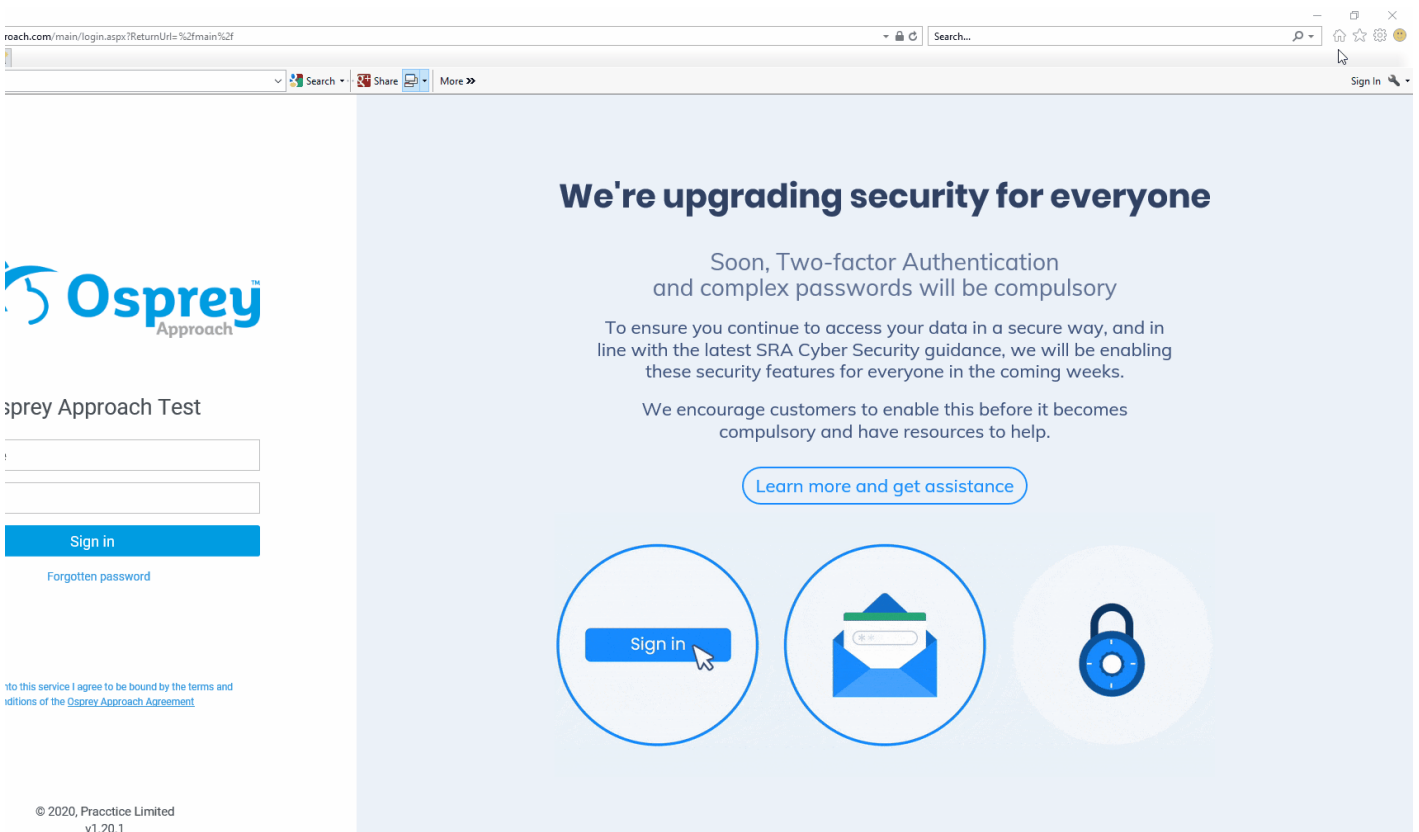 roach.com/main/login.aspx?ReturnUrl=%2fmain%2f
Search...
Search
Share
More »
Sign In
We're upgrading security for everyone
Soon, Two-factor Authentication
and complex passwords will be compulsory
To ensure you continue to access your data in a secure way, and in
line with the latest SRA Cyber Security guidance, we will be enabling
these security features for everyone in the coming weeks.
We encourage customers to enable this before it becomes
compulsory and have resources to help.
Learn more and get assistance
Sign in
**
Osprey™
Approach
sprey Approach Test
e
Sign in
Forgotten password
nto this service I agree to be bound by the terms and
nditions of the Osprey Approach Agreement
© 2020, Pracctice Limited
v1.20.1